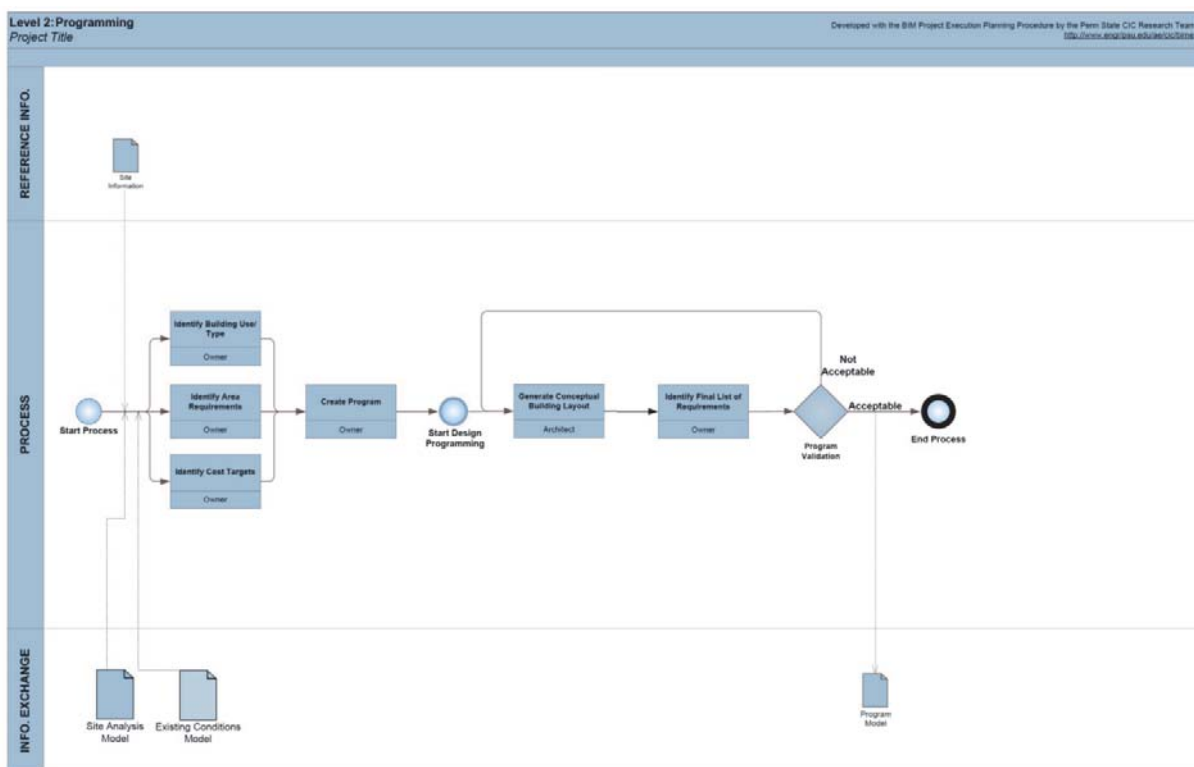 Level 2: Programming
Project Title
Developed with the BIM Project Execution Planning Procedure by the Penn State CIC Research Team.
REFERENCE INFO.
Site
Information
PROCESS
Start Process
Identify Building Use/
Type
Owner
Identify Area
Requirements
Owner
Identify Cost Targets
Owner
Create Program
Owner
Start Design
Programming
Generate Conceptual
Building Layout
Architect
Identify Final List of
Requirements
Owner
Not
Acceptable
Acceptable
Program
Validation
End Process
INFO. EXCHANGE
Site Analysis
Model
Existing Conditions
Model
Program
Model